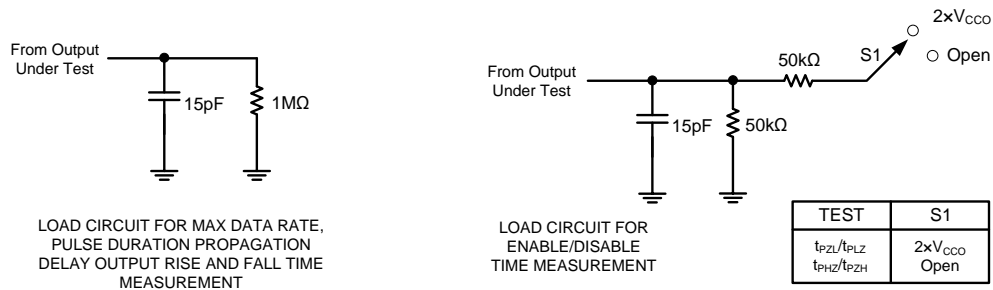 From Output
Under Test
15pF
1MΩ
LOAD CIRCUIT FOR MAX DATA RATE,
PULSE DURATION PROPAGATION
DELAY OUTPUT RISE AND FALL TIME
MEASUREMENT
From Output
Under Test
15pF
50kΩ
50kΩ
S1
2×VCCO
Open
LOAD CIRCUIT FOR
ENABLE/DISABLE
TIME MEASUREMENT
TEST S1
tPZL/tPLZ 2×VCCO
tPHZ/tPZH Open